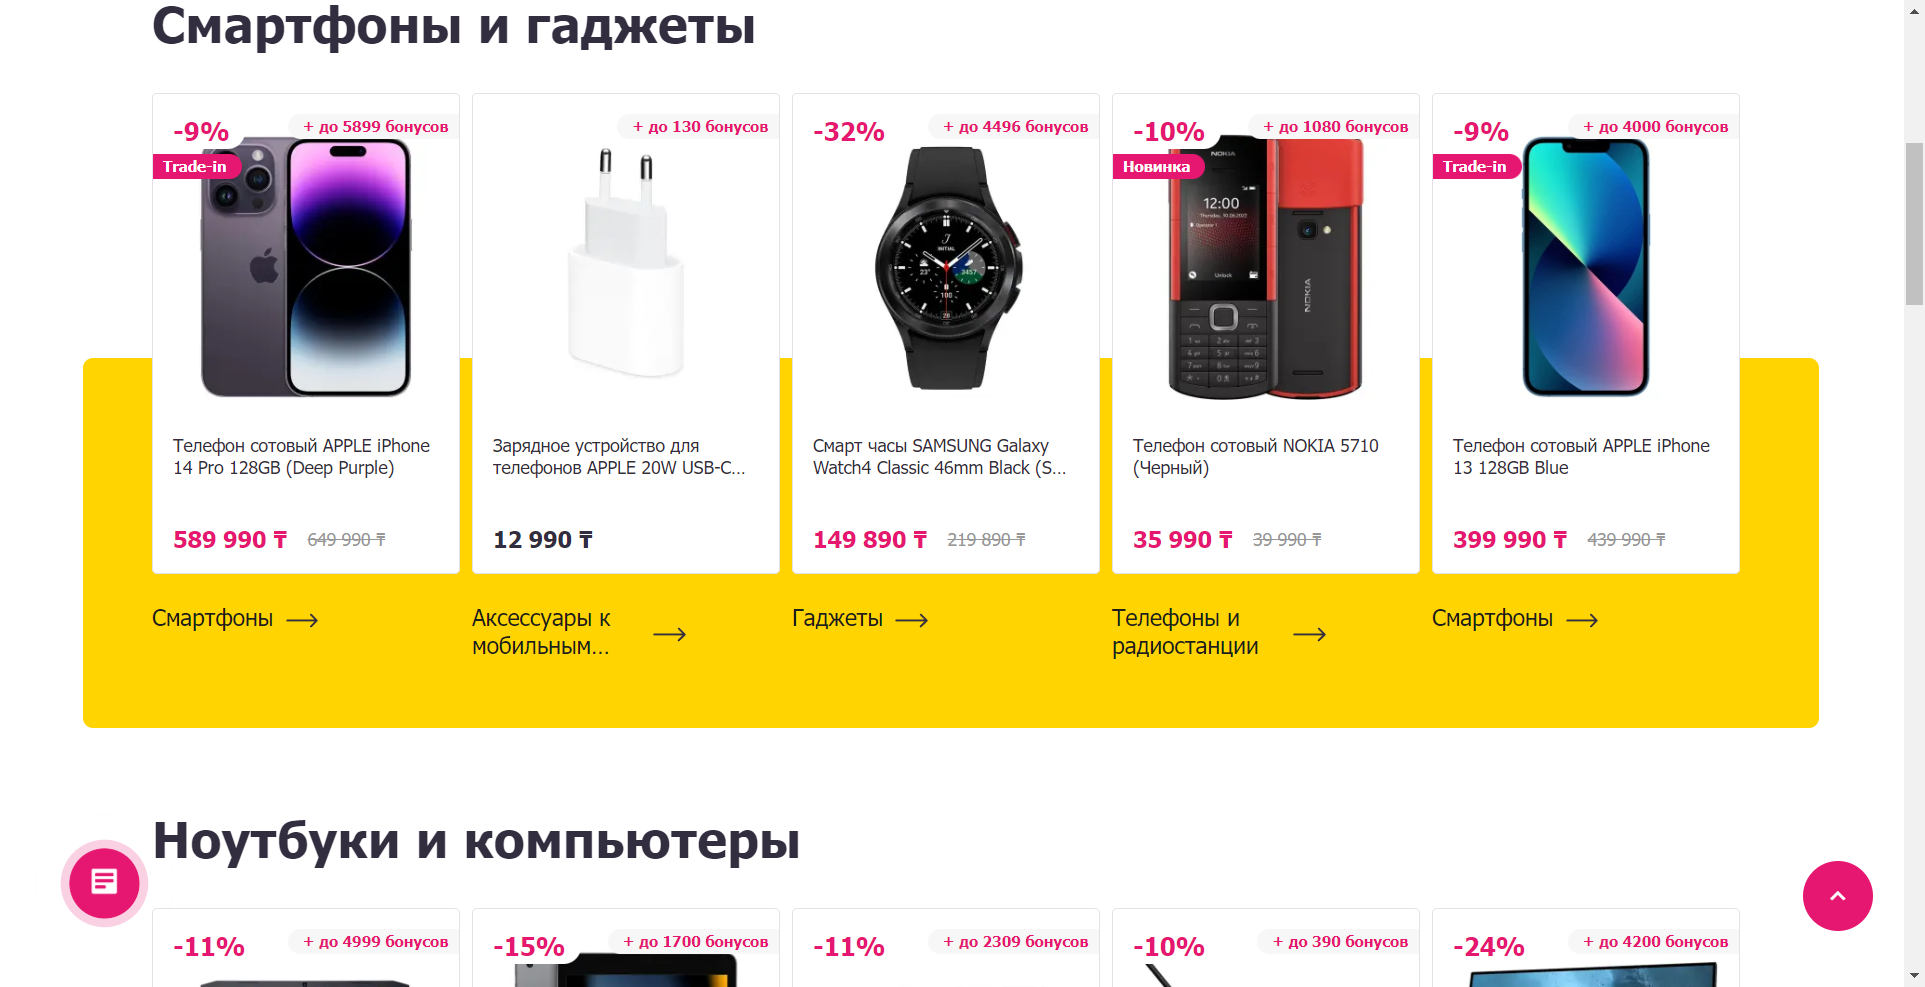 Смартфоны и гаджеты
-9%
+ до 5899 бонусов
Trade-in
Телефон сотовый APPLE iPhone
14 Pro 128GB (Deep Purple)
589 990 ₸ 649 990 ₸
+ до 130 бонусов
Зарядное устройство для
телефонов APPLE 20W USB-C...
12 990 ₸
-32%
+ до 4496 бонусов
Смарт часы SAMSUNG Galaxy
Watch4 Classic 46mm Black (S...
149 890 ₸ 219 890 ₸
-10%
+ до 1080 бонусов
Новинка
NOKIA
12:00
Unlock
NOKIA
Телефон сотовый NOKIA 5710
(Черный)
35 990 ₸ 39 990 ₸
-9%
+ до 4000 бонусов
Trade-in
Телефон сотовый APPLE iPhone
13 128GB Blue
399 990 ₸ 439 990 ₸
Смартфоны
Аксессуары к
мобильным...
Гаджеты
Телефоны и
радиостанции
Смартфоны
Ноутбуки и компьютеры
-11%
+ до 4999 бонусов
-15%
+ до 1700 бонусов
-11%
+ до 2309 бонусов
-10%
+ до 390 бонусов
-24%
+ до 4200 бонусов